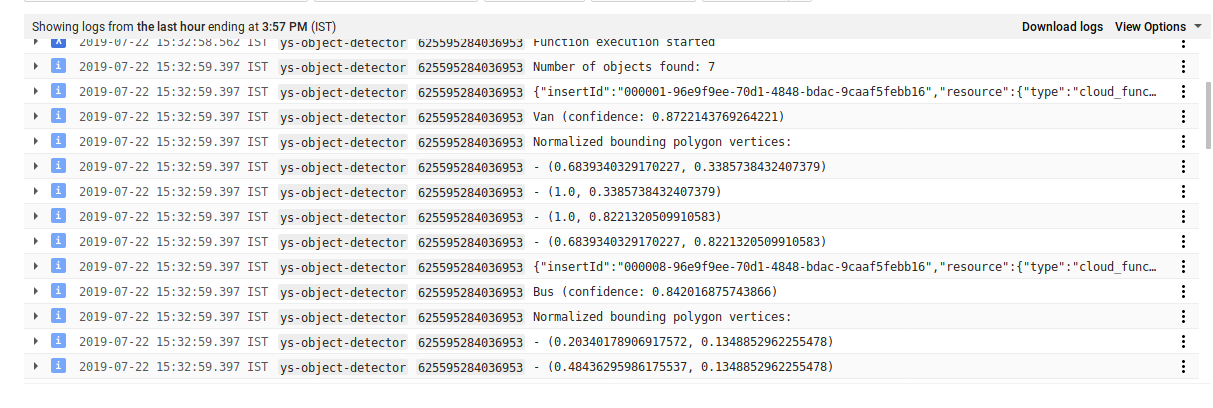 Showing logs from the last hour ending at 3:57 PM (IST) Download logs View Options
2019-07-22 15:32:58.562 IST ys-object-detector 625595284036953 Function execution started
i 2019-07-22 15:32:59.397 IST ys-object-detector 625595284036953 Number of objects found: 7
i 2019-07-22 15:32:59.397 IST ys-object-detector 625595284036953 {"insertId":"000001-96e9f9ee-70d1-4848-bdac-9caaf5febb16","resource":{"type":"cloud_func…
i 2019-07-22 15:32:59.397 IST ys-object-detector 625595284036953 Van (confidence: 0.8722143769264221)
i 2019-07-22 15:32:59.397 IST ys-object-detector 625595284036953 Normalized bounding polygon vertices:
i 2019-07-22 15:32:59.397 IST ys-object-detector 625595284036953 - (0.6839340329170227, 0.3385738432407379)
i 2019-07-22 15:32:59.397 IST ys-object-detector 625595284036953 - (1.0, 0.3385738432407379)
i 2019-07-22 15:32:59.397 IST ys-object-detector 625595284036953 - (1.0, 0.8221320509910583)
i 2019-07-22 15:32:59.397 IST ys-object-detector 625595284036953 - (0.6839340329170227, 0.8221320509910583)
i 2019-07-22 15:32:59.397 IST ys-object-detector 625595284036953 {"insertId":"000008-96e9f9ee-70d1-4848-bdac-9caaf5febb16","resource":{"type":"cloud_func…
i 2019-07-22 15:32:59.397 IST ys-object-detector 625595284036953 Bus (confidence: 0.842016875743866)
i 2019-07-22 15:32:59.397 IST ys-object-detector 625595284036953 Normalized bounding polygon vertices:
i 2019-07-22 15:32:59.397 IST ys-object-detector 625595284036953 - (0.20340178906917572, 0.1348852962255478)
i 2019-07-22 15:32:59.397 IST ys-object-detector 625595284036953 - (0.48436295986175537, 0.1348852962255478)